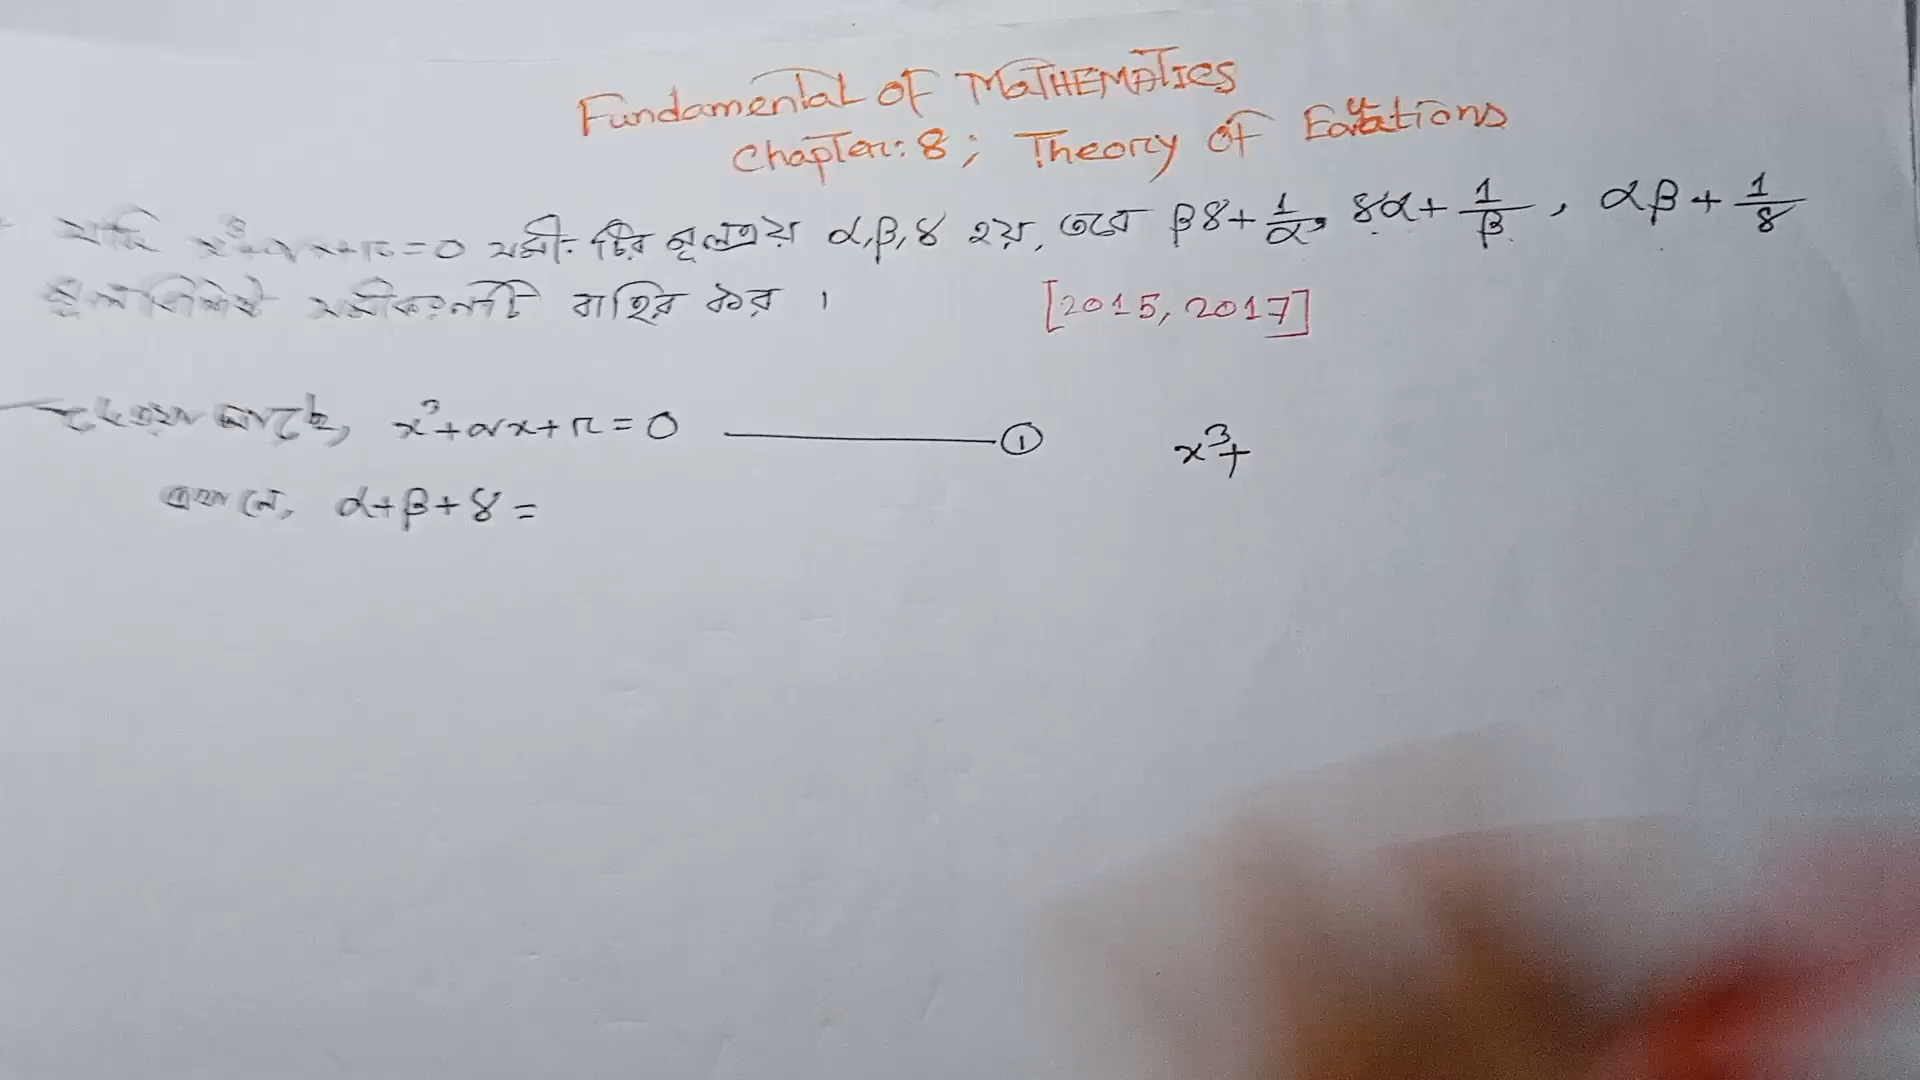 Fundamental OF MATHEMATICS
Chapter: 8; Theory of Equations
যদি x³+qx+r=0 সমী: টির মূলত্রয় α,β,γ হয়, তবে βγ+1/α, γα+1/β, αβ+1/γ
মূলবিশিষ্ট সমীকরণটি বাহির কর।
[2015, 2017]
দেওয়া আছে, x³+qx+r=0 ① x³+
এখানে, α+β+γ=